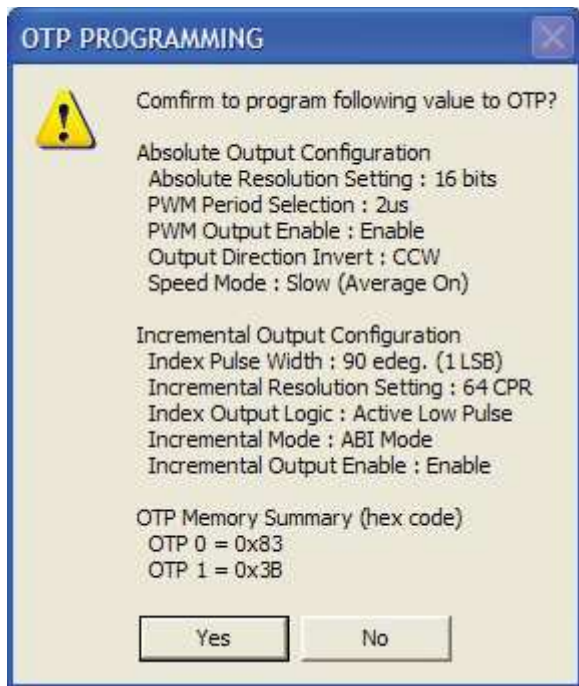 OTP PROGRAMMING
Comfirm to program following value to OTP?
Absolute Output Configuration
Absolute Resolution Setting : 16 bits
PWM Period Selection : 2us
PWM Output Enable : Enable
Output Direction Invert : CCW
Speed Mode : Slow (Average On)
Incremental Output Configuration
Index Pulse Width : 90 edeg. (1 LSB)
Incremental Resolution Setting : 64 CPR
Index Output Logic : Active Low Pulse
Incremental Mode : ABI Mode
Incremental Output Enable : Enable
OTP Memory Summary (hex code)
OTP 0 = 0x83
OTP 1 = 0x3B
Yes No